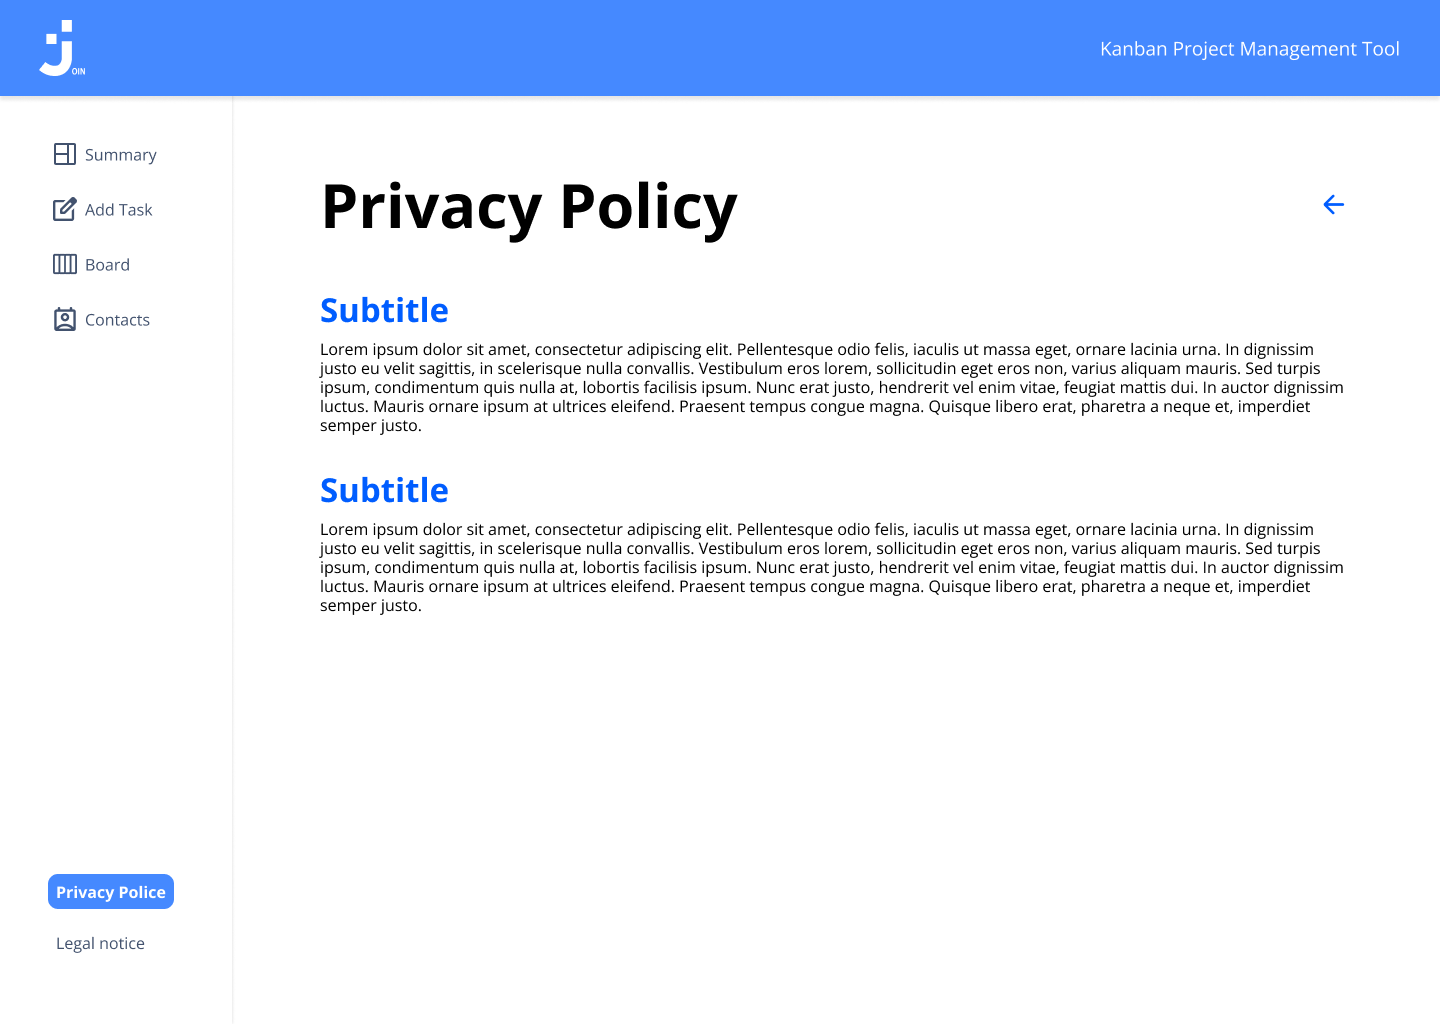 OIN
Kanban Project Management Tool
Summary
Add Task
Board
Contacts
Privacy Policy
Subtitle
Lorem ipsum dolor sit amet, consectetur adipiscing elit. Pellentesque odio felis, iaculis ut massa eget, ornare lacinia urna. In dignissim
justo eu velit sagittis, in scelerisque nulla convallis. Vestibulum eros lorem, sollicitudin eget eros non, varius aliquam mauris. Sed turpis
ipsum, condimentum quis nulla at, lobortis facilisis ipsum. Nunc erat justo, hendrerit vel enim vitae, feugiat mattis dui. In auctor dignissim
luctus. Mauris ornare ipsum at ultrices eleifend. Praesent tempus congue magna. Quisque libero erat, pharetra a neque et, imperdiet
semper justo.
Subtitle
Lorem ipsum dolor sit amet, consectetur adipiscing elit. Pellentesque odio felis, iaculis ut massa eget, ornare lacinia urna. In dignissim
justo eu velit sagittis, in scelerisque nulla convallis. Vestibulum eros lorem, sollicitudin eget eros non, varius aliquam mauris. Sed turpis
ipsum, condimentum quis nulla at, lobortis facilisis ipsum. Nunc erat justo, hendrerit vel enim vitae, feugiat mattis dui. In auctor dignissim
luctus. Mauris ornare ipsum at ultrices eleifend. Praesent tempus congue magna. Quisque libero erat, pharetra a neque et, imperdiet
semper justo.
Privacy Police
Legal notice